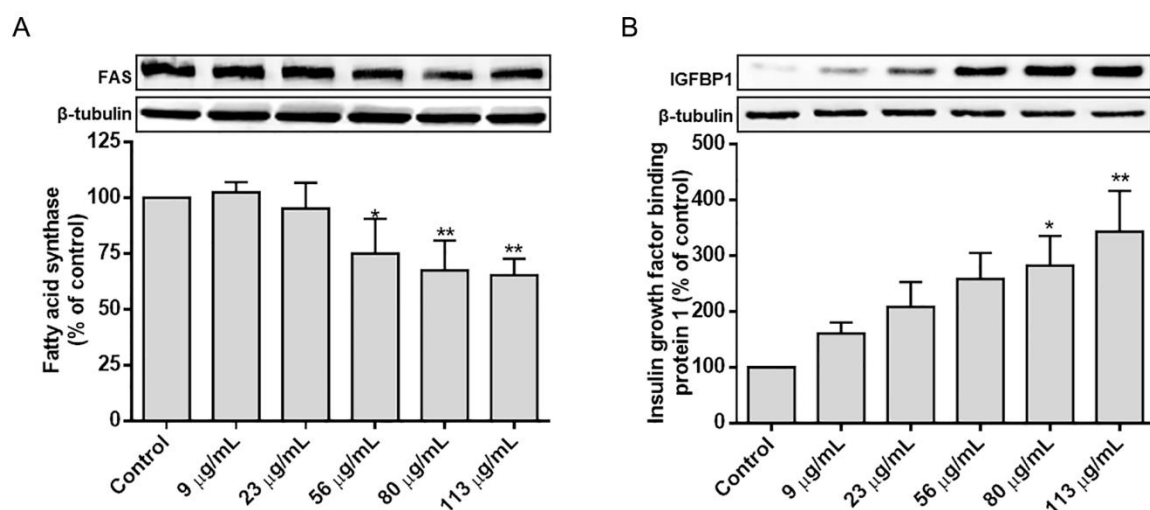 A
FAS
β-tubulin
Fatty acid synthase
(% of control)
125
100
75
50
25
0
Control
9 µg/mL
23 µg/mL
56 µg/mL
80 µg/mL
113 µg/mL
*
**
**
B
IGFBP1
β-tubulin
Insulin growth factor binding
protein 1 (% of control)
500
400
300
200
100
0
Control
9 µg/mL
23 µg/mL
56 µg/mL
80 µg/mL
113 µg/mL
*
**